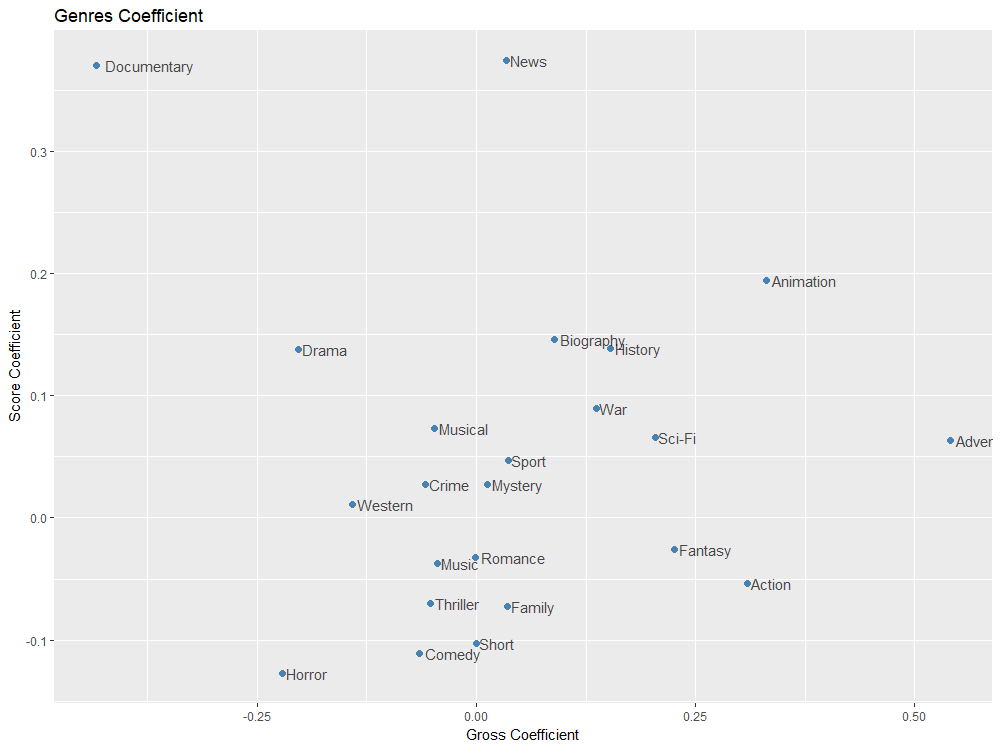 Genres Coefficient
News
Documentary
0.3
0.2
Animation
Biography
History
Drama
0.1
War
Musical
Sci-Fi
Adver
Sport
Crime
Mystery
Western
0.0
Fantasy
Romance
Music
Action
Thriller
Family
-0.1
Short
Comedy
Horror
-0.25
0.00
0.25
0.50
Gross Coefficient
Score Coefficient